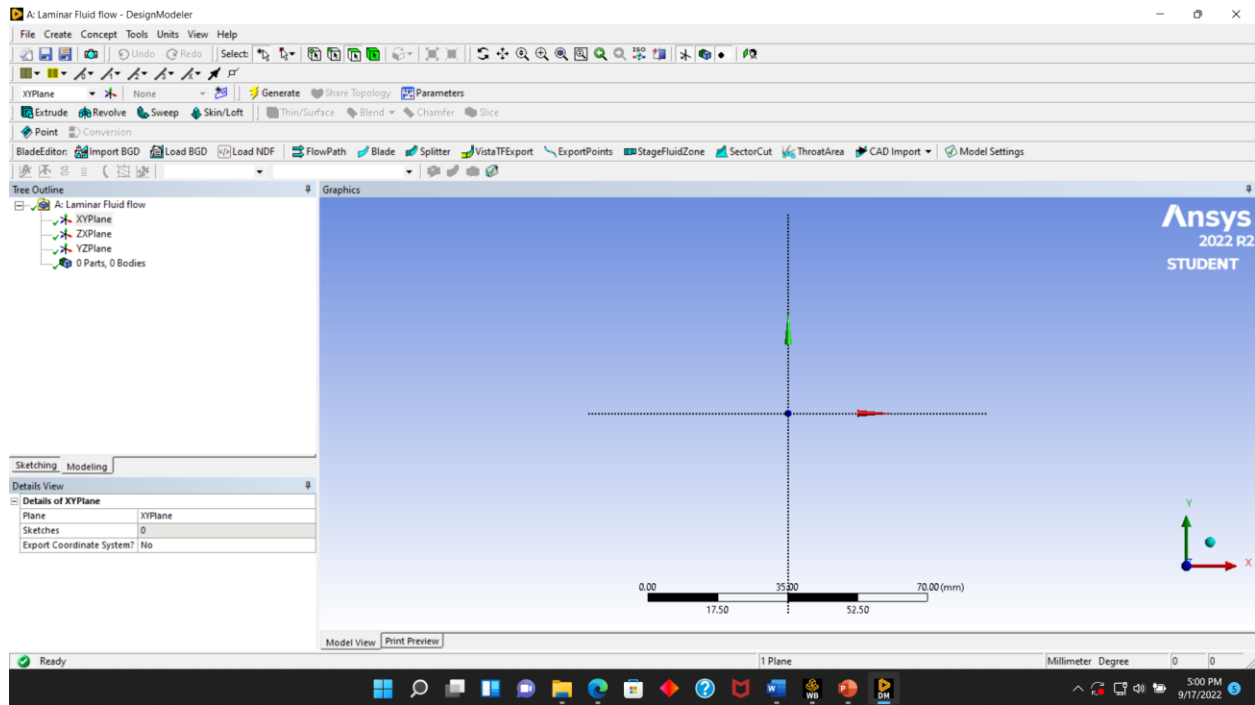 A: Laminar Fluid flow - DesignModeler
File Create Concept Tools Units View Help
Undo Redo Select:
XYPlane None Generate Share Topology Parameters
Extrude Revolve Sweep Skin/Loft Thin/Surface Blend Chamfer Slice
Point Conversion
BladeEditor: Import BGD Load BGD Load NDF FlowPath Blade Splitter VistaTFExport ExportPoints StageFluidZone SectorCut ThroatArea CAD Import Model Settings
Tree Outline
A: Laminar Fluid flow
XYPlane
ZXPlane
YZPlane
0 Parts, 0 Bodies
Sketching Modeling
Details View
Details of XYPlane
Plane XYPlane
Sketches 0
Export Coordinate System? No
Graphics
Ansys
2022 R2
STUDENT
Y
X
0.00 35.00 70.00 (mm)
17.50 52.50
Model View Print Preview
Ready 1 Plane Millimeter Degree 0 0
WB DM
5:00 PM
9/17/2022 5